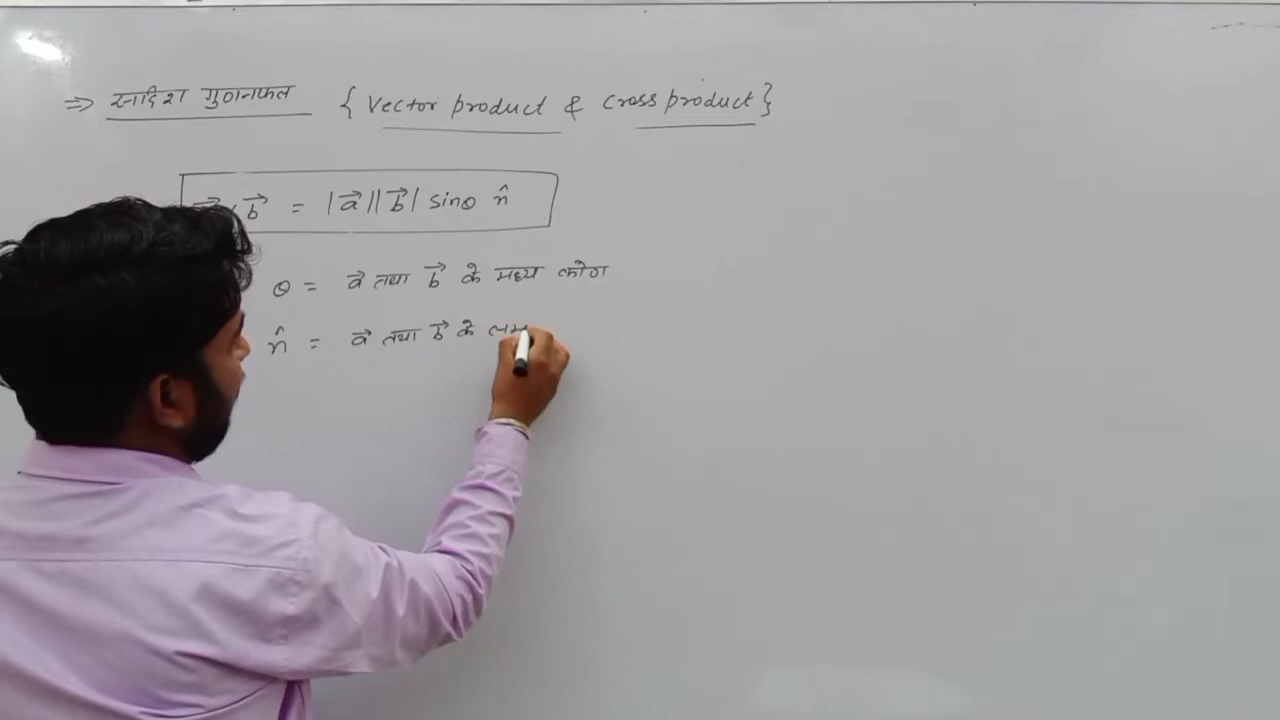 ⇒ सदिश गुणनफल { Vector product & Cross product }
b⃗ = |a⃗||b⃗| sinθ n̂
θ = a⃗ तथा b⃗ के मध्य कोण
n̂ = a⃗ तथा b⃗ के